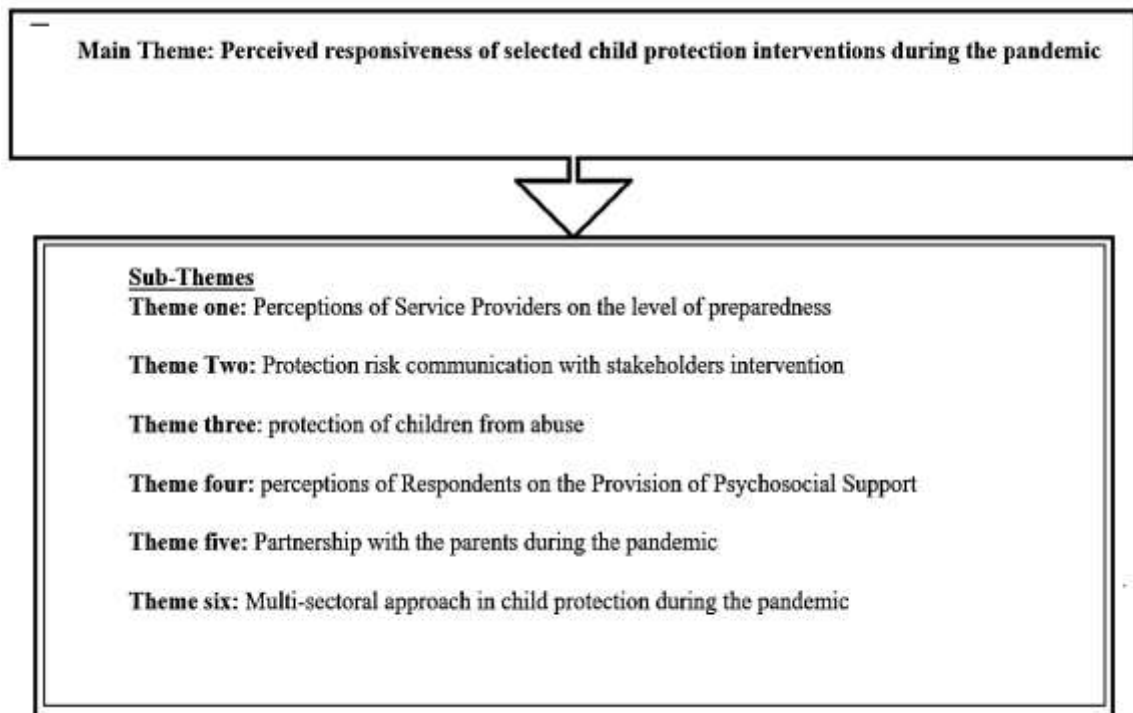 Main Theme: Perceived responsiveness of selected child protection interventions during the pandemic
Sub-Themes
Theme one: Perceptions of Service Providers on the level of preparedness
Theme Two: Protection risk communication with stakeholders intervention
Theme three: protection of children from abuse
Theme four: perceptions of Respondents on the Provision of Psychosocial Support
Theme five: Partnership with the parents during the pandemic
Theme six: Multi-sectoral approach in child protection during the pandemic